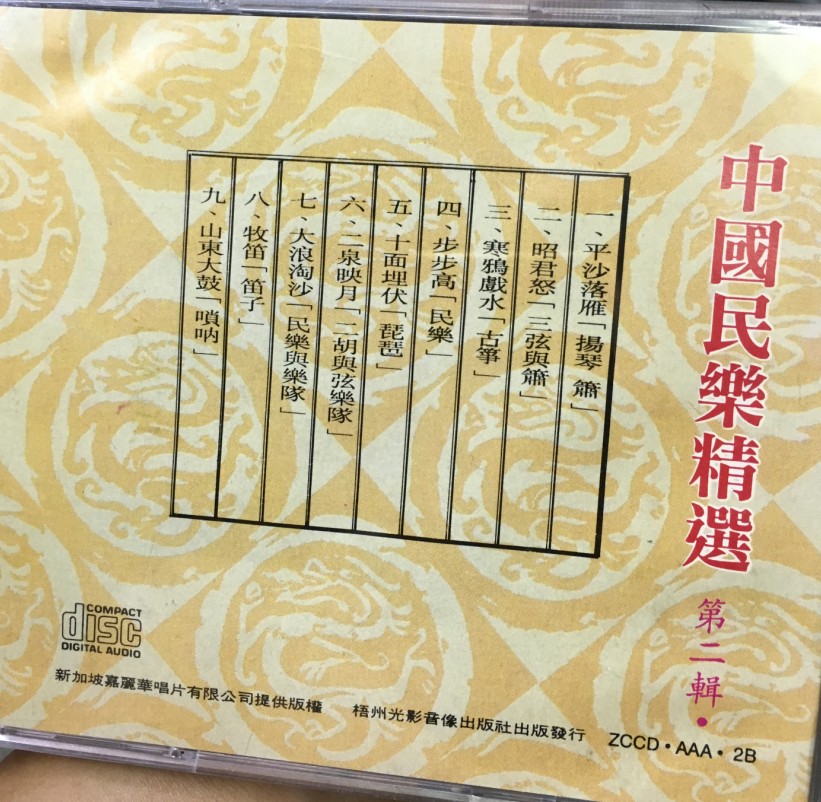 中國民樂精選
第二輯·
一、平沙落雁「揚琴 簫」
二、昭君怒「三弦與簫」
三、寒鴉戲水「古箏」
四、步步高「民樂」
五、十面埋伏「琵琶」
六、二泉映月「二胡與弦樂隊」
七、大浪淘沙「民樂與樂隊」
八、牧笛「笛子」
九、山東大鼓「嗩吶」
COMPACT
disc
DIGITAL AUDIO
新加坡嘉麗華唱片有限公司提供版權
梧州光影音像出版社出版發行
ZCCD·AAA·2B